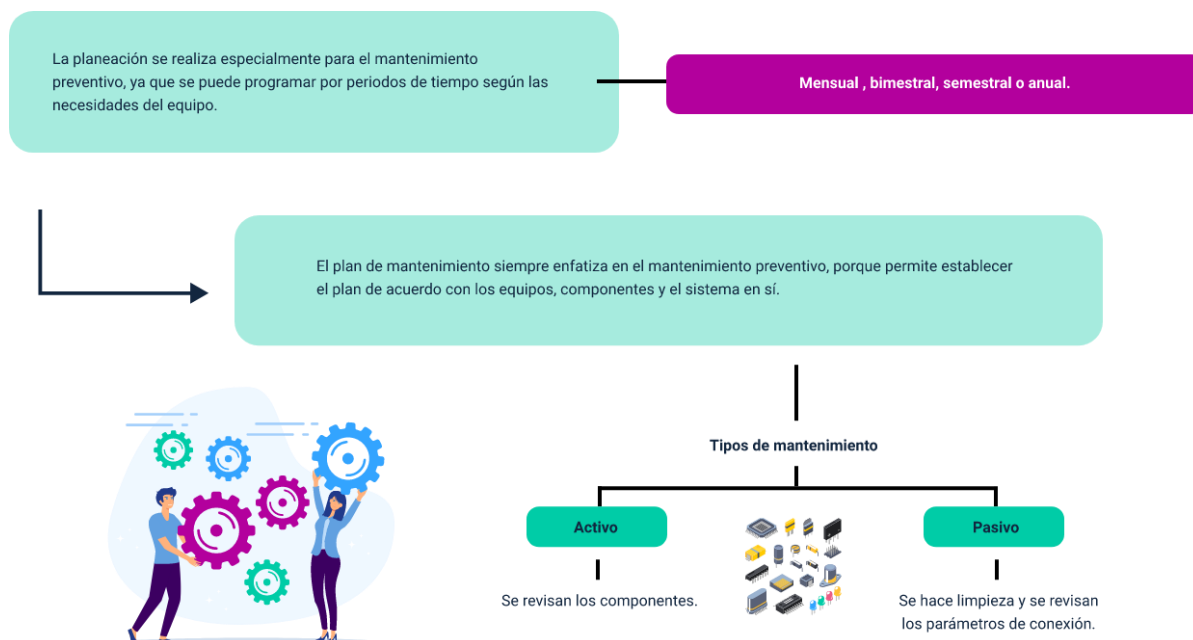 La planeación se realiza especialmente para el mantenimiento
preventivo, ya que se puede programar por periodos de tiempo según las
necesidades del equipo.
Mensual , bimestral, semestral o anual.
El plan de mantenimiento siempre enfatiza en el mantenimiento preventivo, porque permite establecer
el plan de acuerdo con los equipos, componentes y el sistema en sí.
Tipos de mantenimiento
Activo
Pasivo
Se revisan los componentes.
Se hace limpieza y se revisan
los parámetros de conexión.